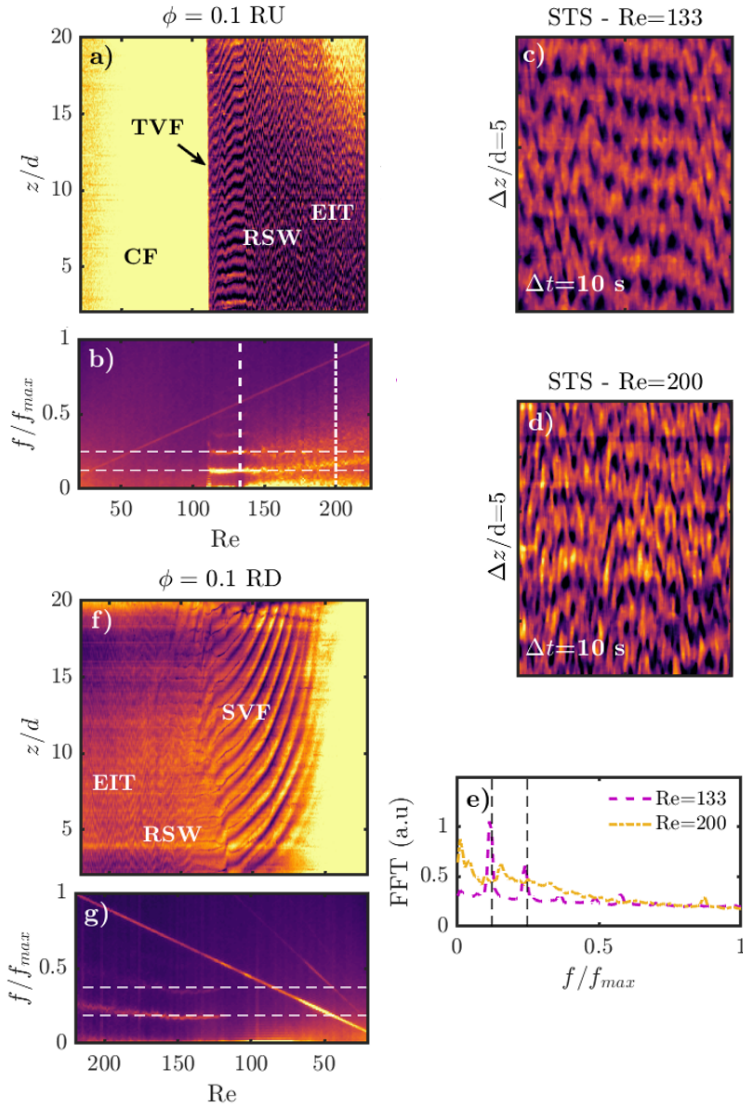 ϕ = 0.1 RU
a)
20
15
10
5
z/d
TVF
CF
RSW
EIT
b)
1
0.5
0
f/f_max
50
100
150
200
Re
STS - Re=133
c)
Δz/d=5
Δt=10 s
STS - Re=200
d)
Δz/d=5
Δt=10 s
ϕ = 0.1 RD
f)
20
15
10
5
z/d
SVF
EIT
RSW
g)
1
0.5
0
f/f_max
200
150
100
50
Re
e)
Re=133
Re=200
1
0.5
0
FFT (a.u)
0
0.5
1
f/f_max